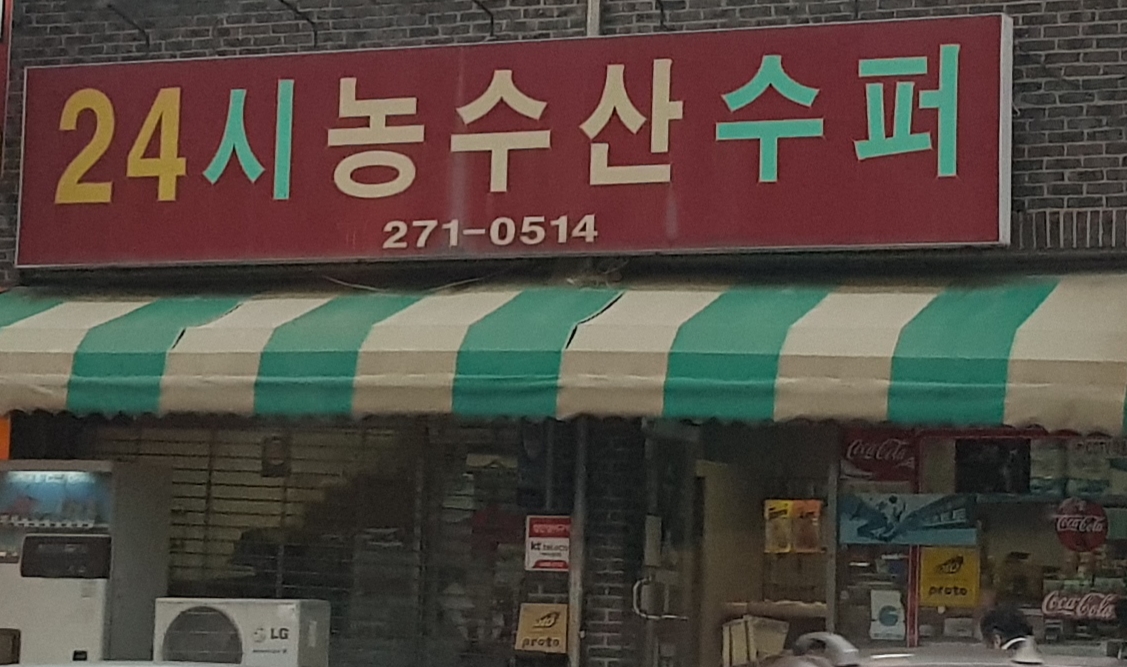 24시농수산수퍼
271-0514
Coca-Cola
Coca-Cola
kt
proto
Coca-Cola
proto
LG